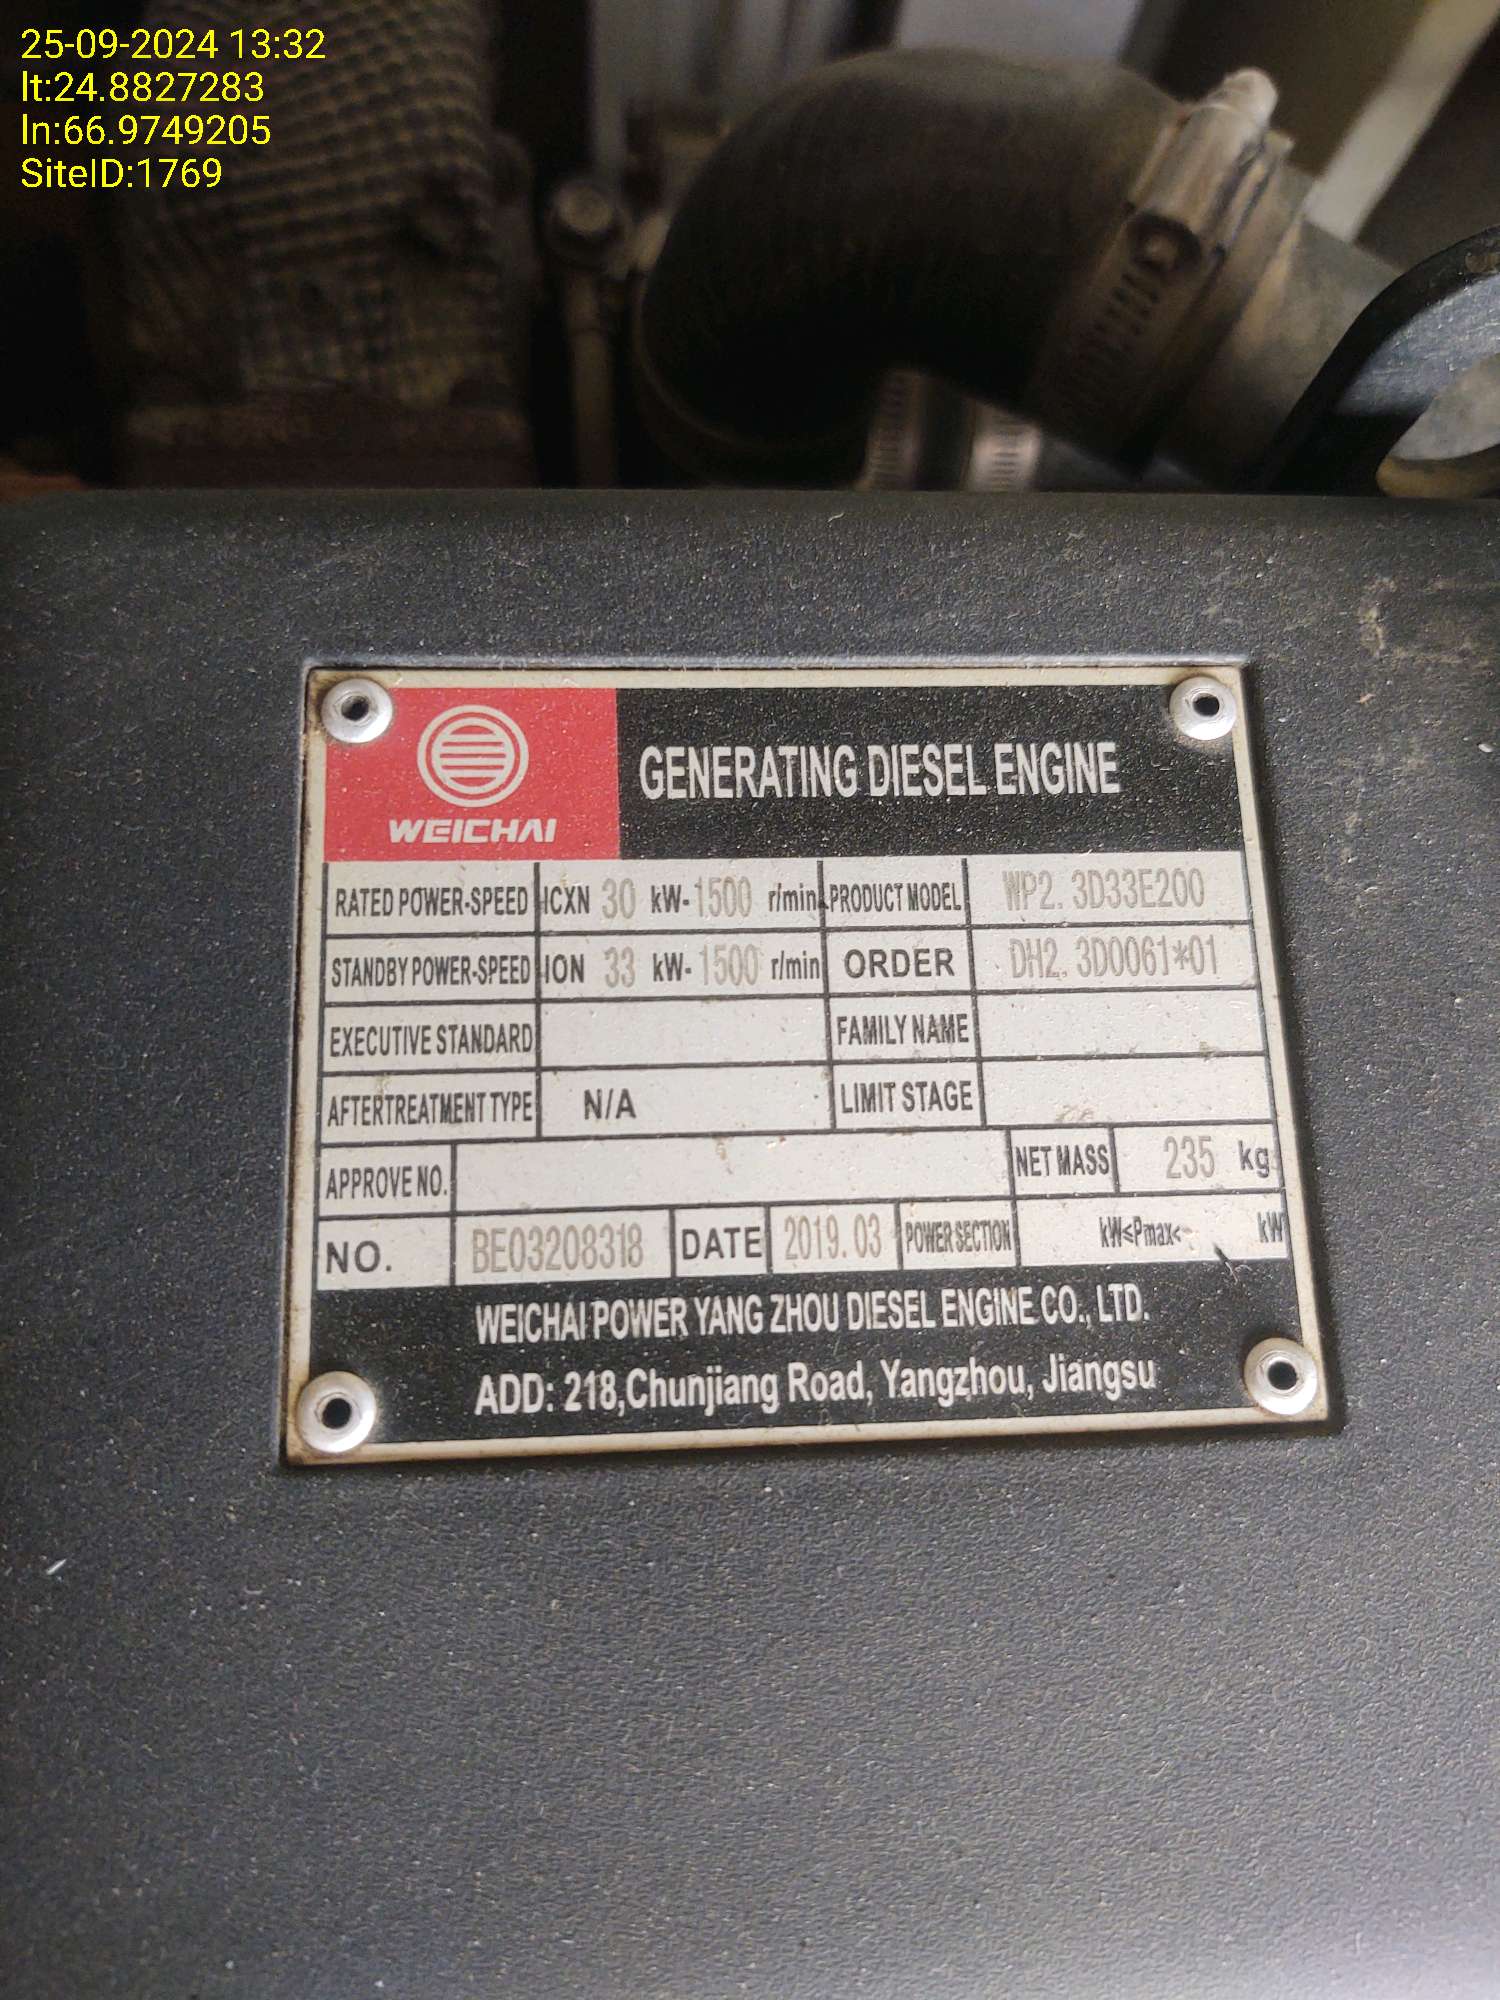 25-09-2024 13:32
lt:24.8827283
ln:66.9749205
SiteID:1769
WEICHAI
GENERATING DIESEL ENGINE
RATED POWER-SPEED ICXN 30 kW-1500 r/min PRODUCT MODEL WP2.3D33E200
STANDBY POWER-SPEED ION 33 kW-1500 r/min ORDER DH2.3D0061*01
EXECUTIVE STANDARD FAMILY NAME
AFTERTREATMENT TYPE N/A LIMIT STAGE
APPROVE NO. NET MASS 235 kg
NO. BE03208318 DATE 2019.03 POWER SECTION kW<Pmax< kW
WEICHAI POWER YANG ZHOU DIESEL ENGINE CO., LTD.
ADD: 218,Chunjiang Road, Yangzhou, Jiangsu